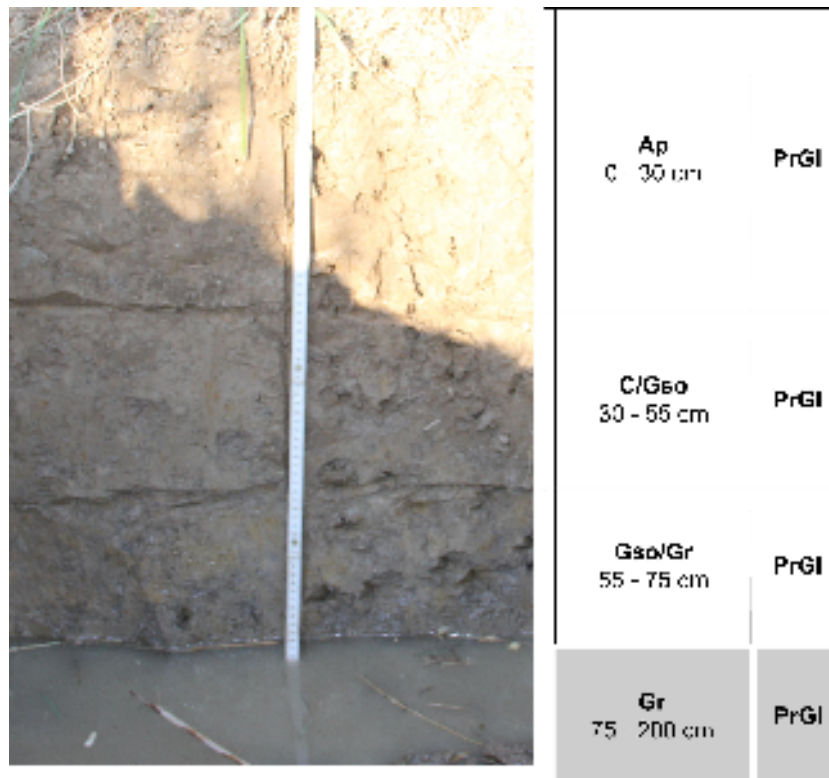 Ap
0 - 30 cm
PrGl
C/Gso
30 - 55 cm
PrGl
Gso/Gr
55 - 75 cm
PrGl
Gr
75 - 200 cm
PrGl